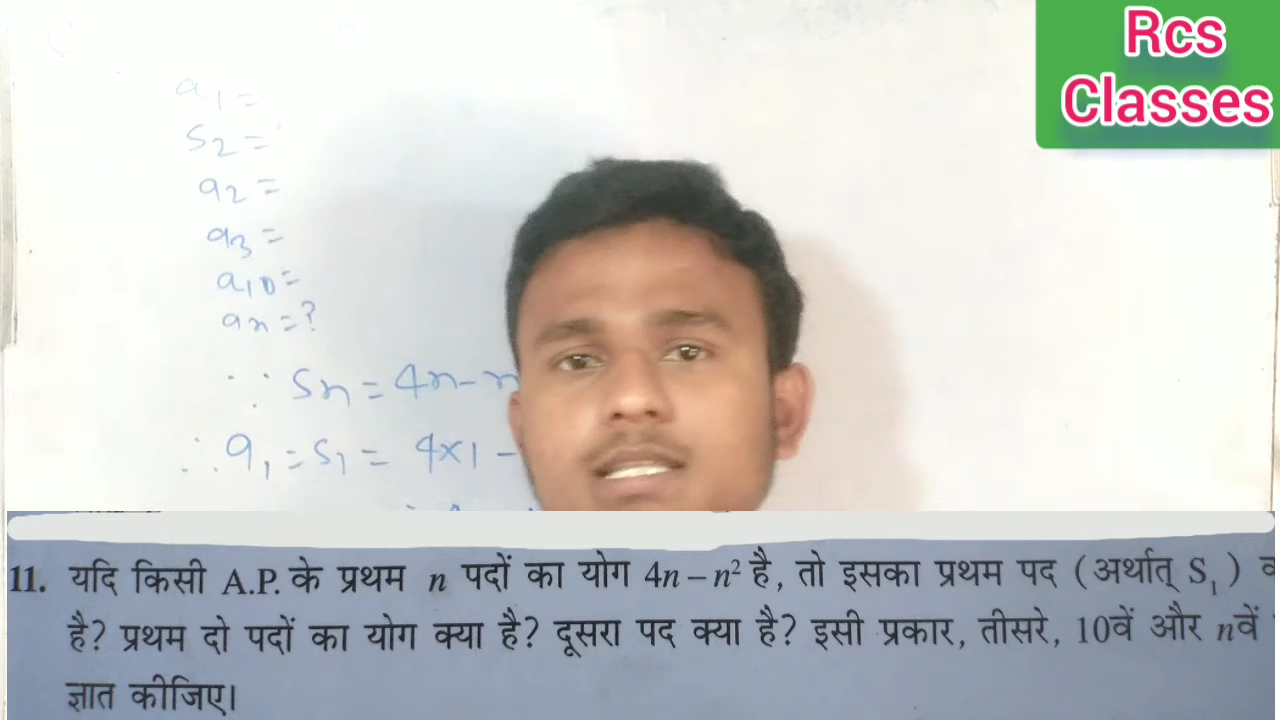 Rcs
Classes
a₁ =
S₂ =
a₂ =
a₃ =
a₁₀ =
aₙ = ?
∵ Sₙ = 4n - n
∴ a₁ = S₁ = 4×1 -
11. यदि किसी A.P. के प्रथम n पदों का योग 4n – n² है, तो इसका प्रथम पद (अर्थात् S₁)
है? प्रथम दो पदों का योग क्या है? दूसरा पद क्या है? इसी प्रकार, तीसरे, 10वें और nवें
ज्ञात कीजिए।